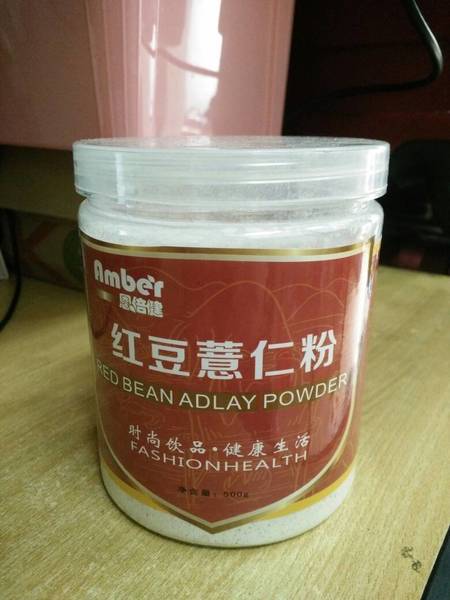 Amber
恩倍健
红豆薏仁粉
RED BEAN ADLAY POWDER
时尚饮品·健康生活
FASHIONHEALTH
净含量：500g